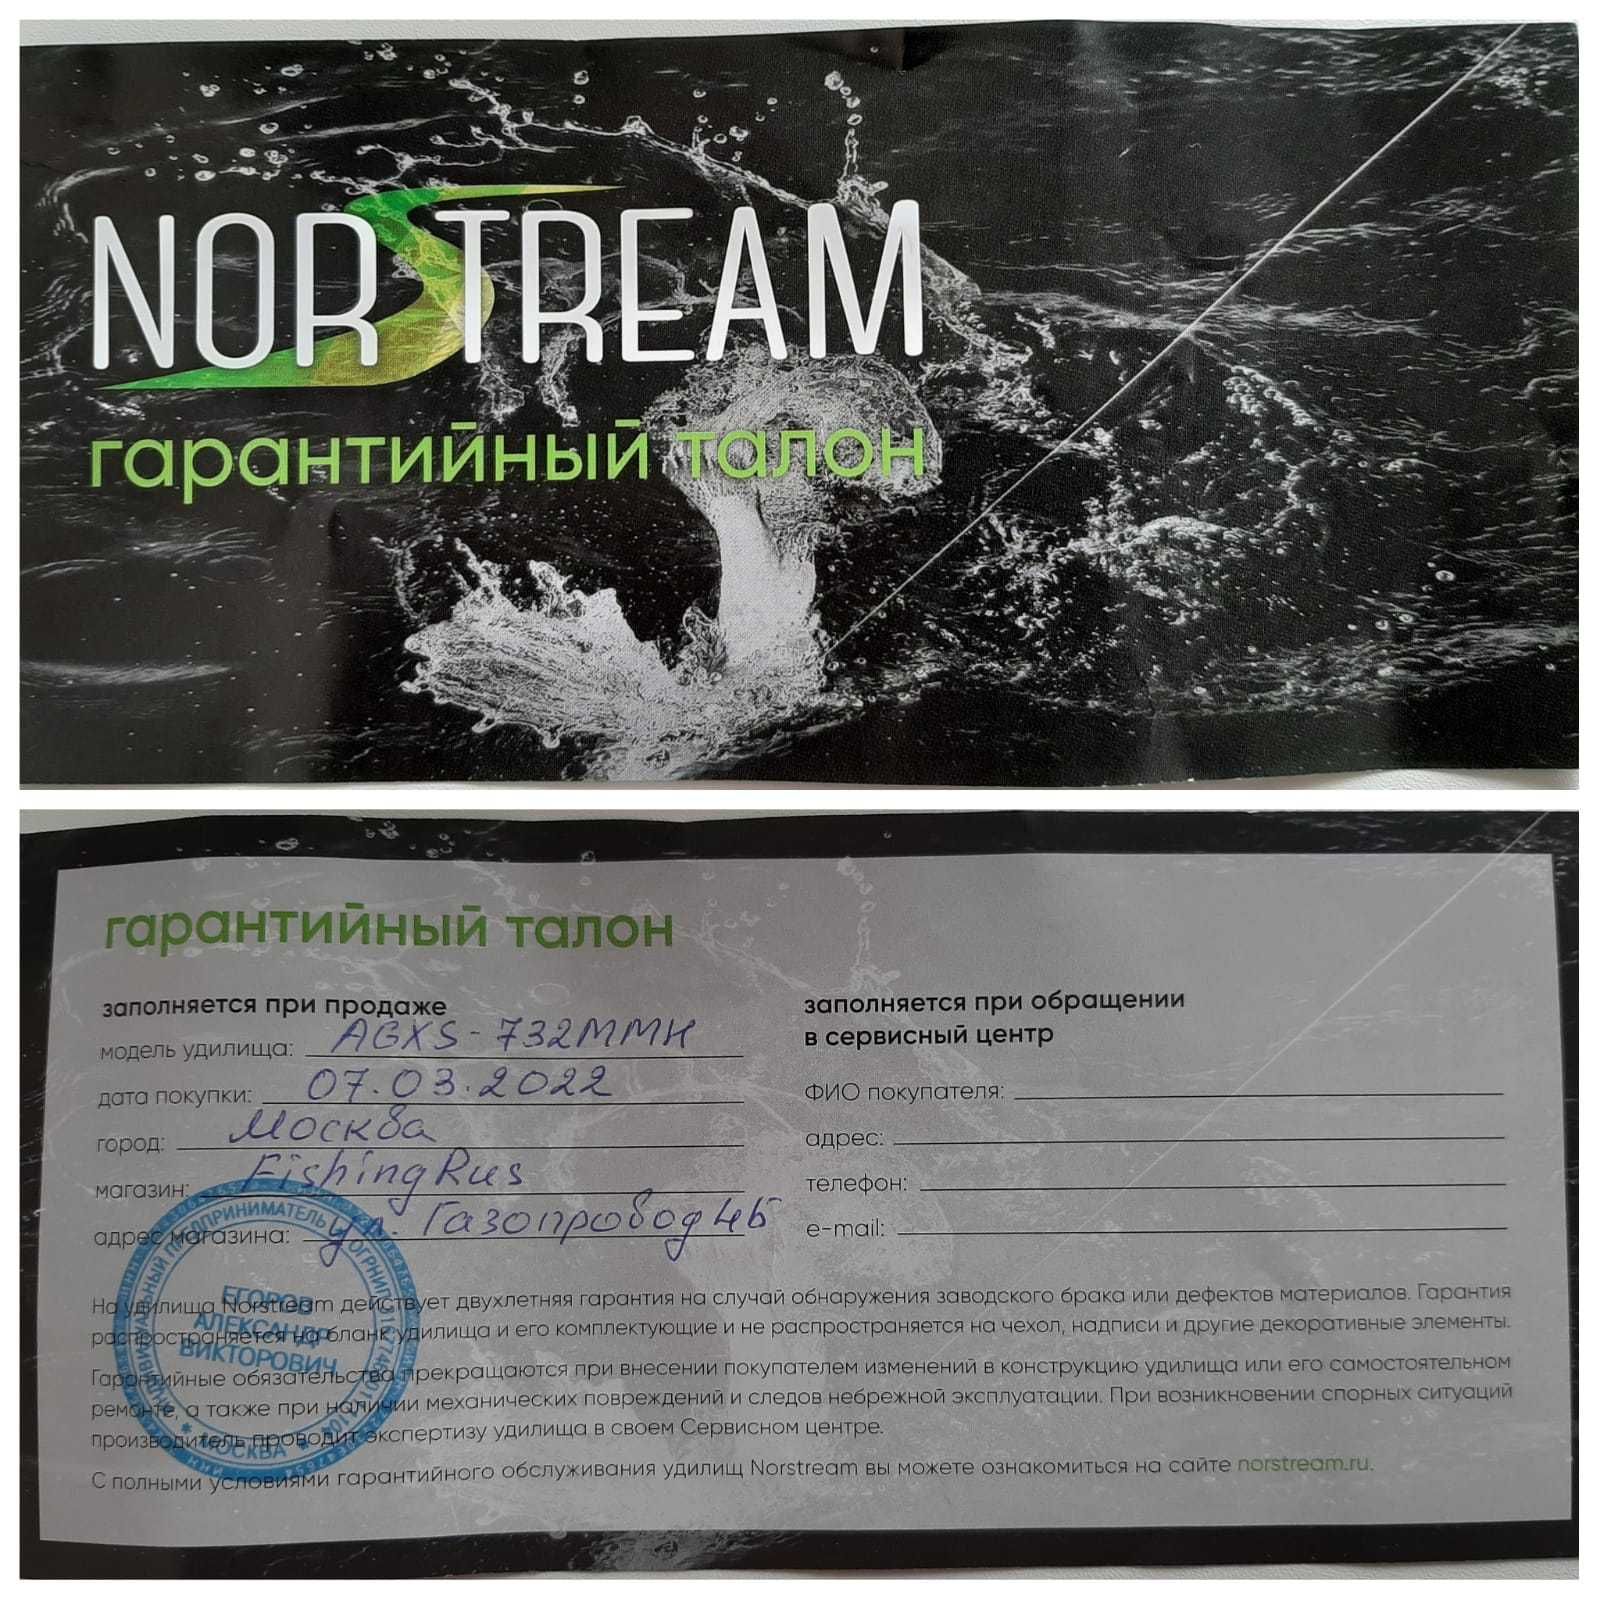 NORSTREAM
гарантийный талон
гарантийный талон
заполняется при продаже
модель удилища: AGXS-732MMH
дата покупки: 07.03.2022
город: Москва
магазин: FishingRus
адрес магазина: ул. Газопровод 4Б
заполняется при обращении
в сервисный центр
ФИО покупателя:
адрес:
телефон:
e-mail:
ИНДИВИДУАЛЬНЫЙ ПРЕДПРИНИМАТЕЛЬ
ОГРНИП
ЕГОРОВ
АЛЕКСАНДР
ВИКТОРОВИЧ
МОСКВА
ИНН
На удилища Norstream действует двухлетняя гарантия на случай обнаружения заводского брака или дефектов материалов. Гарантия
распространяется на бланк удилища и его комплектующие и не распространяется на чехол, надписи и другие декоративные элементы.
Гарантийные обязательства прекращаются при внесении покупателем изменений в конструкцию удилища или его самостоятельном
ремонте, а также при наличии механических повреждений и следов небрежной эксплуатации. При возникновении спорных ситуаций
производитель проводит экспертизу удилища в своем Сервисном центре.
С полными условиями гарантийного обслуживания удилищ Norstream вы можете ознакомиться на сайте norstream.ru.